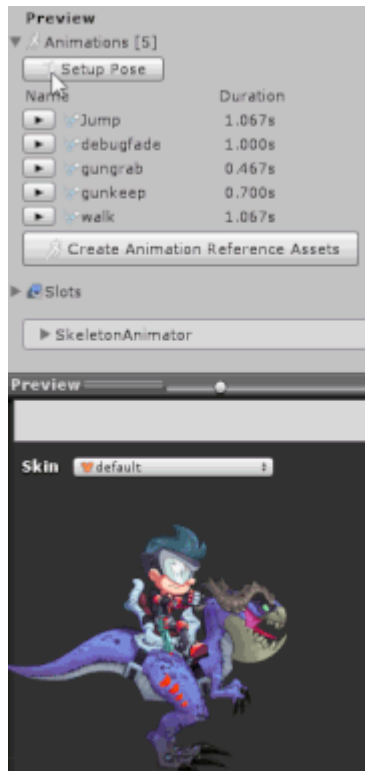 Preview
Animations [5]
Setup Pose
Name Duration
Jump 1.067s
debugfade 1.000s
gungrab 0.467s
gunkeep 0.700s
walk 1.067s
Create Animation Reference Assets
Slots
SkeletonAnimator
Preview
Skin default